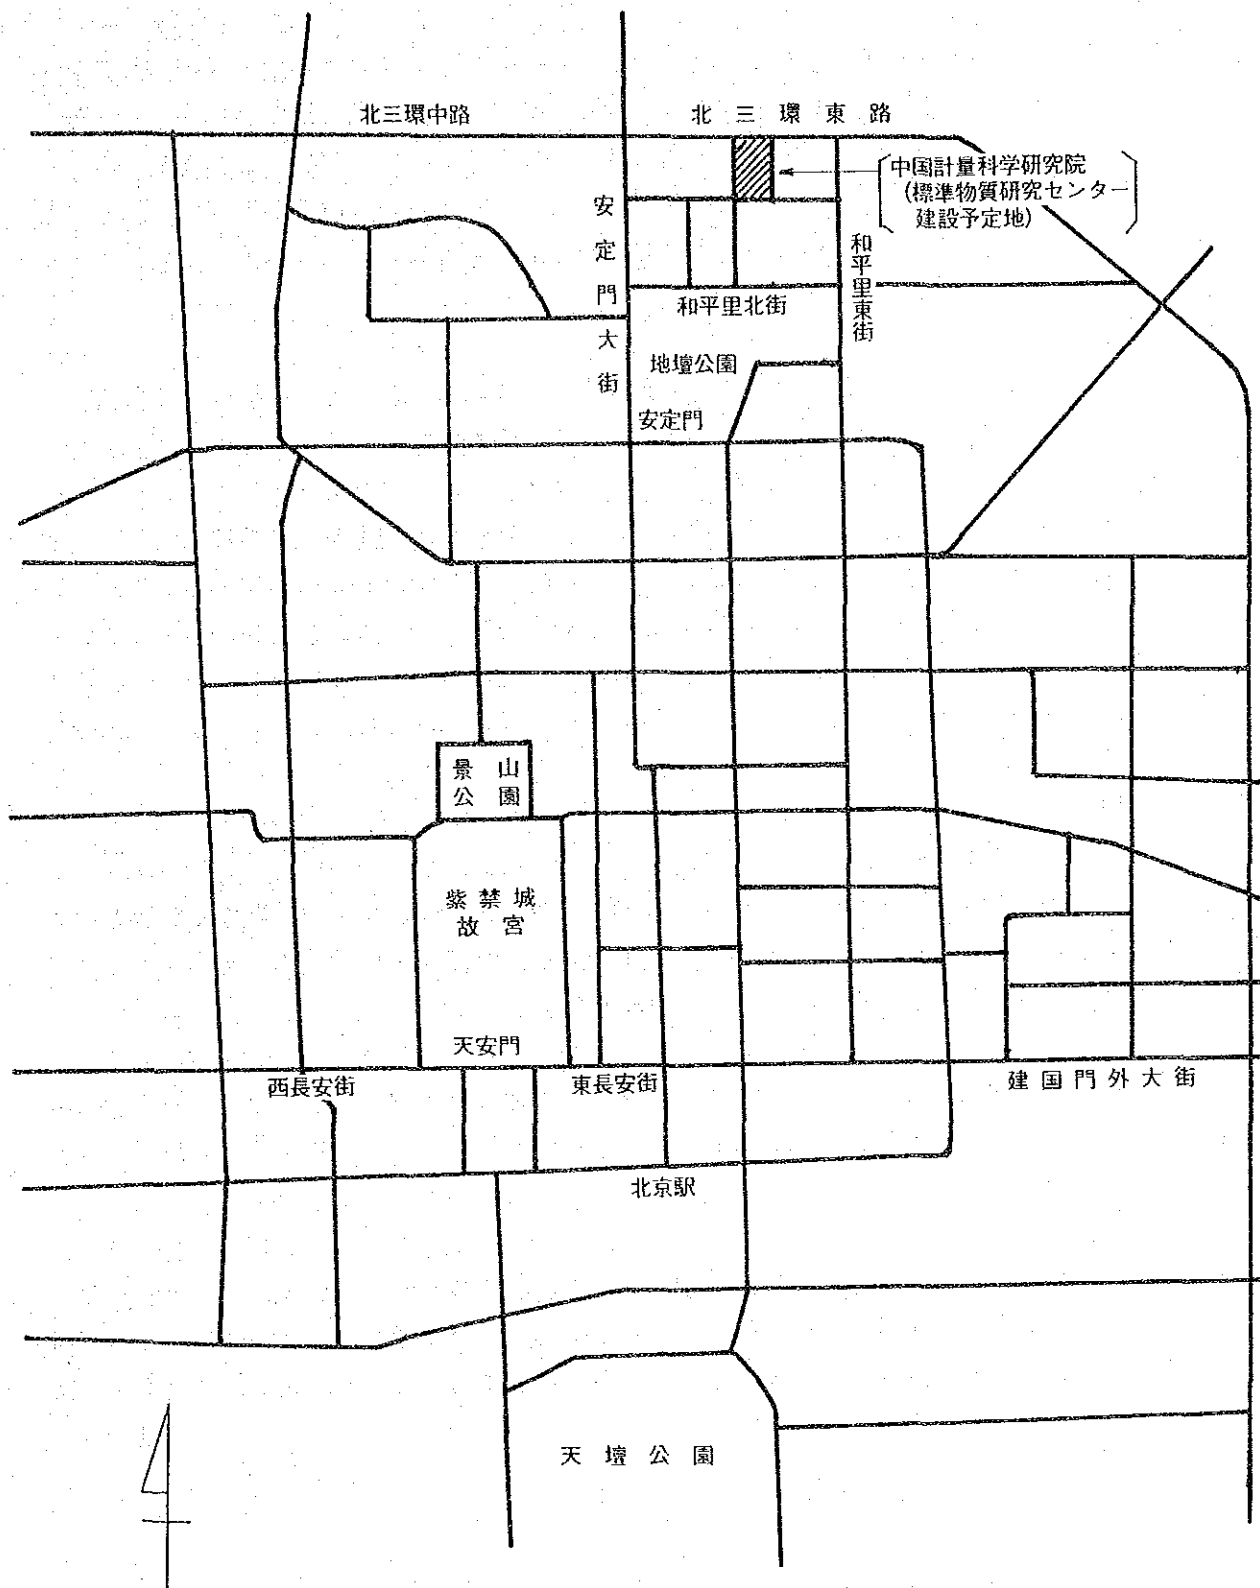 北三環中路
北三環東路
中国計量科学研究院
(標準物質研究センター
建設予定地)
安定門大街
和平里東街
和平里北街
地壇公園
安定門
景山
公園
紫禁城
故宮
天安門
西長安街
東長安街
建国門外大街
北京駅
天壇公園